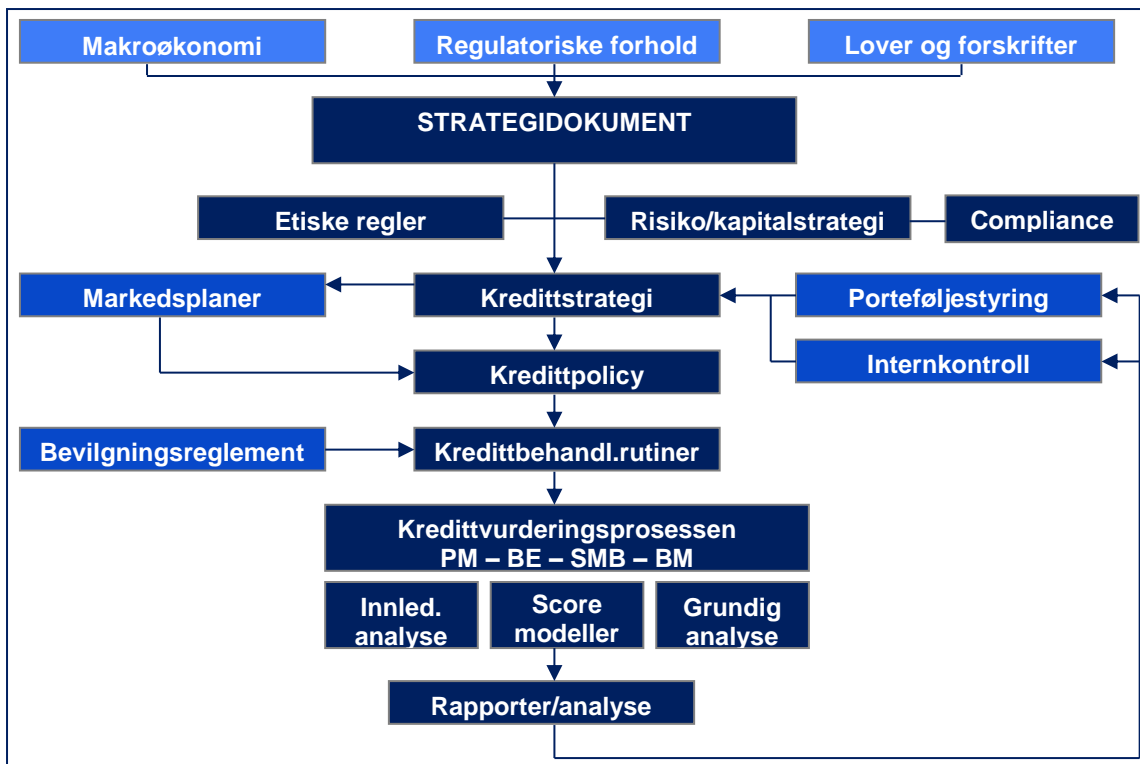 Makroøkonomi
Regulatoriske forhold
Lover og forskrifter
STRATEGIDOKUMENT
Etiske regler
Risiko/kapitalstrategi
Compliance
Markedsplaner
Kredittstrategi
Porteføljestyring
Kredittpolicy
Internkontroll
Bevilgningsreglement
Kredittbehandl.rutiner
Kredittvurderingsprosessen
PM – BE – SMB – BM
Innled.
analyse
Score
modeller
Grundig
analyse
Rapporter/analyse